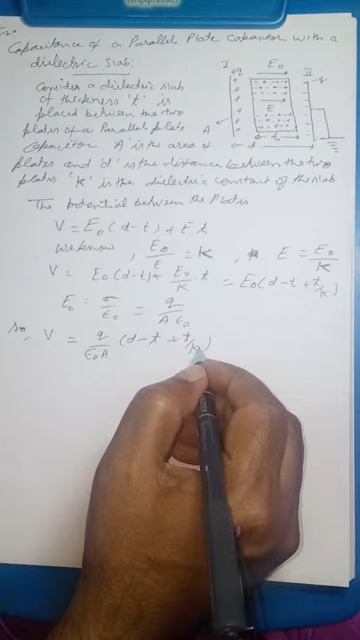 Capacitance of a Parallel Plate Capacitor with a
dielectric slab:
Consider a dielectric slab
of thickness 't' is
placed between the two
plates of a Parallel plate
Capacitor 'A' is the area of
plates and 'd' is the distance between the two
plates 'K' is the dielectric constant of the slab
I +q E₀ II -q
E
A
t
d
The potential between the Plates
V = E₀(d-t) + Et
We know, E₀/E = K, E = E₀/K
V = E₀(d-t) + E₀/K . t = E₀(d-t+t/K)
E₀ = σ/ε₀ = q/Aε₀
So, V = q/ε₀A (d-t+t/K)